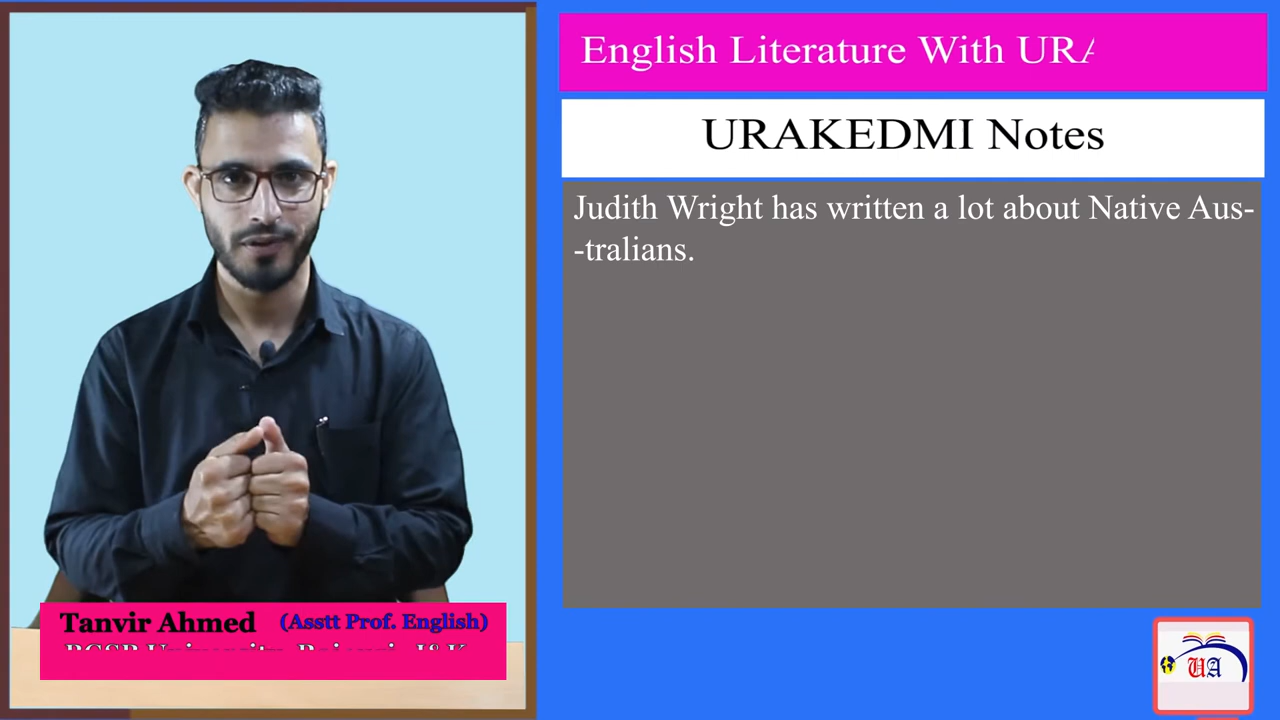 English Literature With UR
URAKEDMI Notes
Judith Wright has written a lot about Native Aus-
-tralians.
Tanvir Ahmed (Asstt Prof. English)
UA